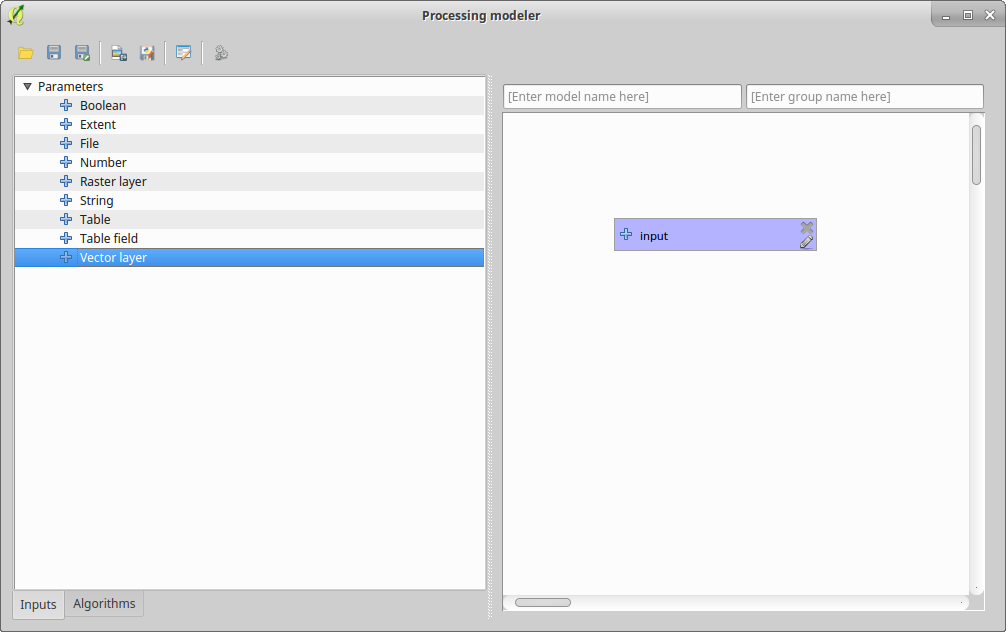 Processing modeler
Parameters
Boolean
Extent
File
Number
Raster layer
String
Table
Table field
Vector layer
Inputs
Algorithms
[Enter model name here]
[Enter group name here]
input